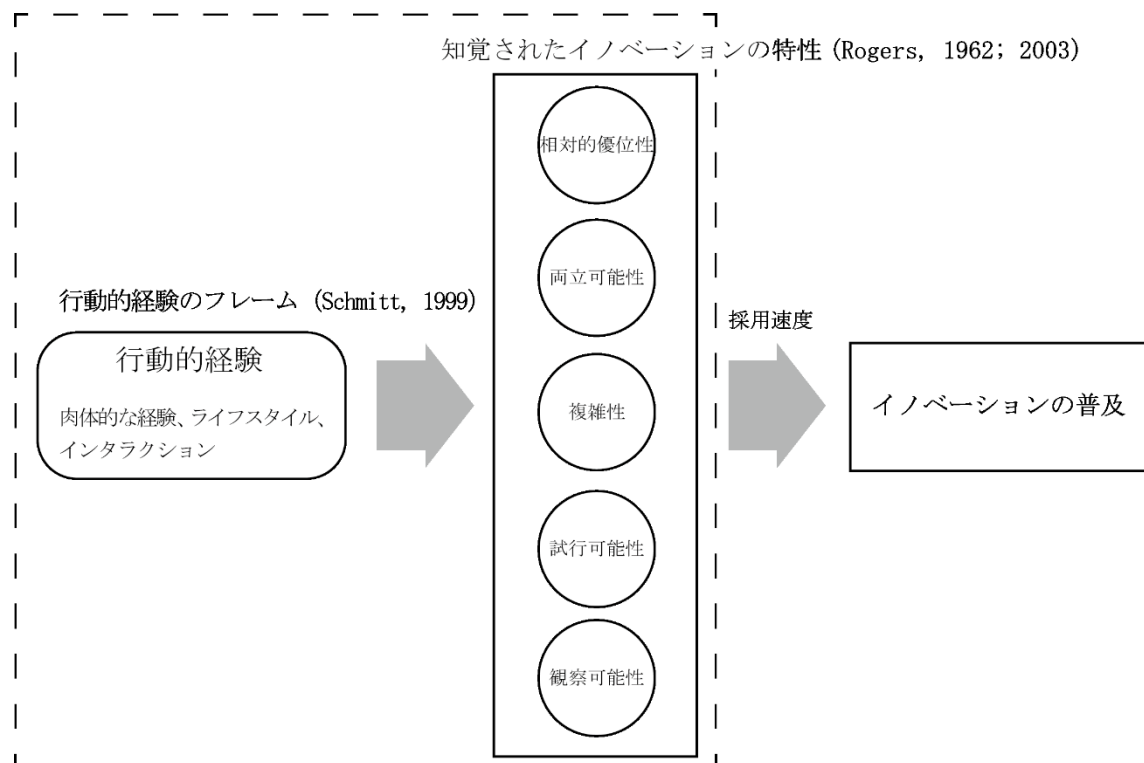 知覚されたイノベーションの特性 (Rogers, 1962; 2003)
行動的経験のフレーム (Schmitt, 1999)
行動的経験
肉体的な経験、ライフスタイル、
インタラクション
相対的優位性
両立可能性
複雑性
試行可能性
観察可能性
採用速度
イノベーションの普及